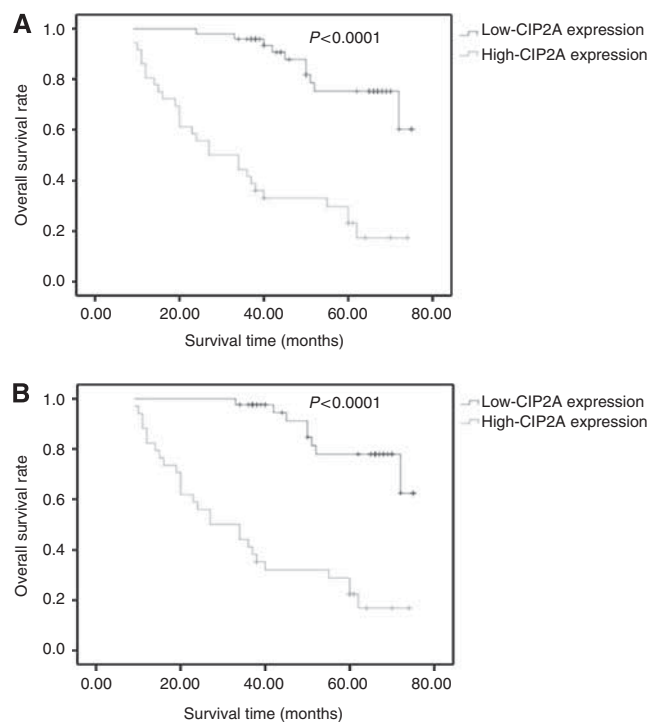 A
P<0.0001
Low-CIP2A expression
High-CIP2A expression
Overall survival rate
1.0
0.8
0.6
0.4
0.2
0.0
0.00 20.00 40.00 60.00 80.00
Survival time (months)
B
P<0.0001
Low-CIP2A expression
High-CIP2A expression
Overall survival rate
1.0
0.8
0.6
0.4
0.2
0.0
0.00 20.00 40.00 60.00 80.00
Survival time (months)